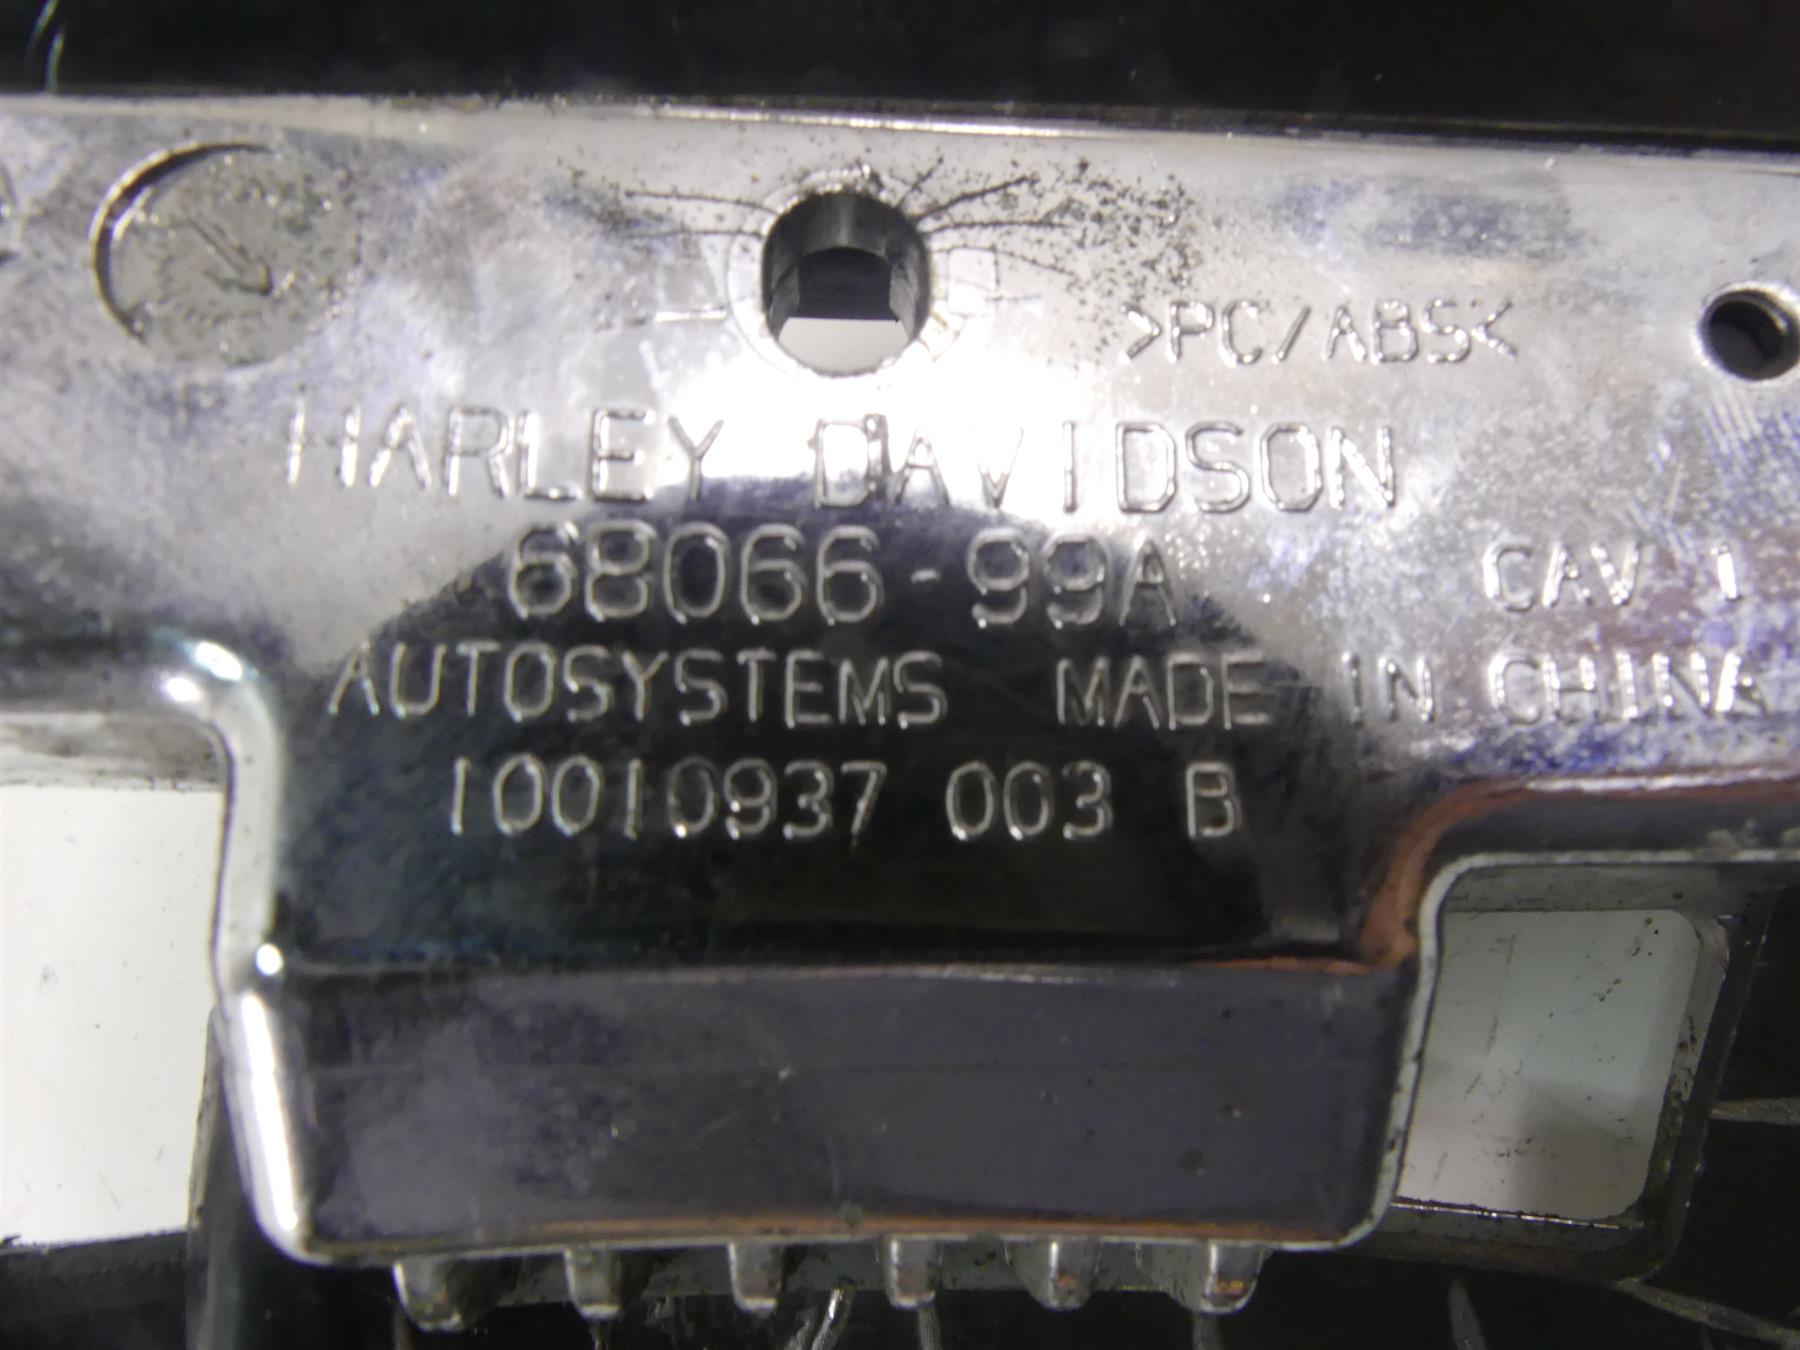 >PC/ABS<
HARLEY DAVIDSON
68066-99A CAV 1
AUTOSYSTEMS MADE IN CHINA
10010937 003 B